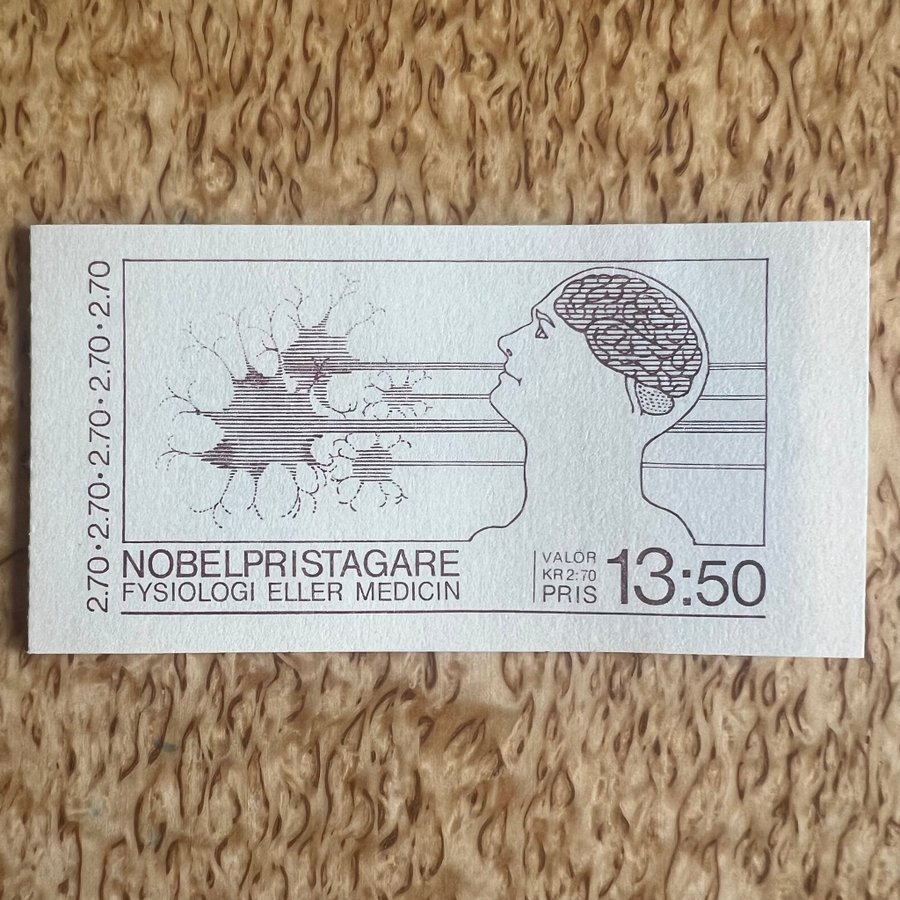 2.70·2.70·2.70·2.70·2.70
NOBELPRISTAGARE
FYSIOLOGI ELLER MEDICIN
VALÖR
KR 2:70
PRIS 13:50